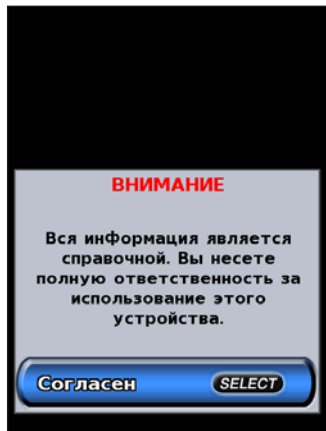 ВНИМАНИЕ
Вся информация является
справочной. Вы несете
полную ответственность за
использование этого
устройства.
Согласен SELECT